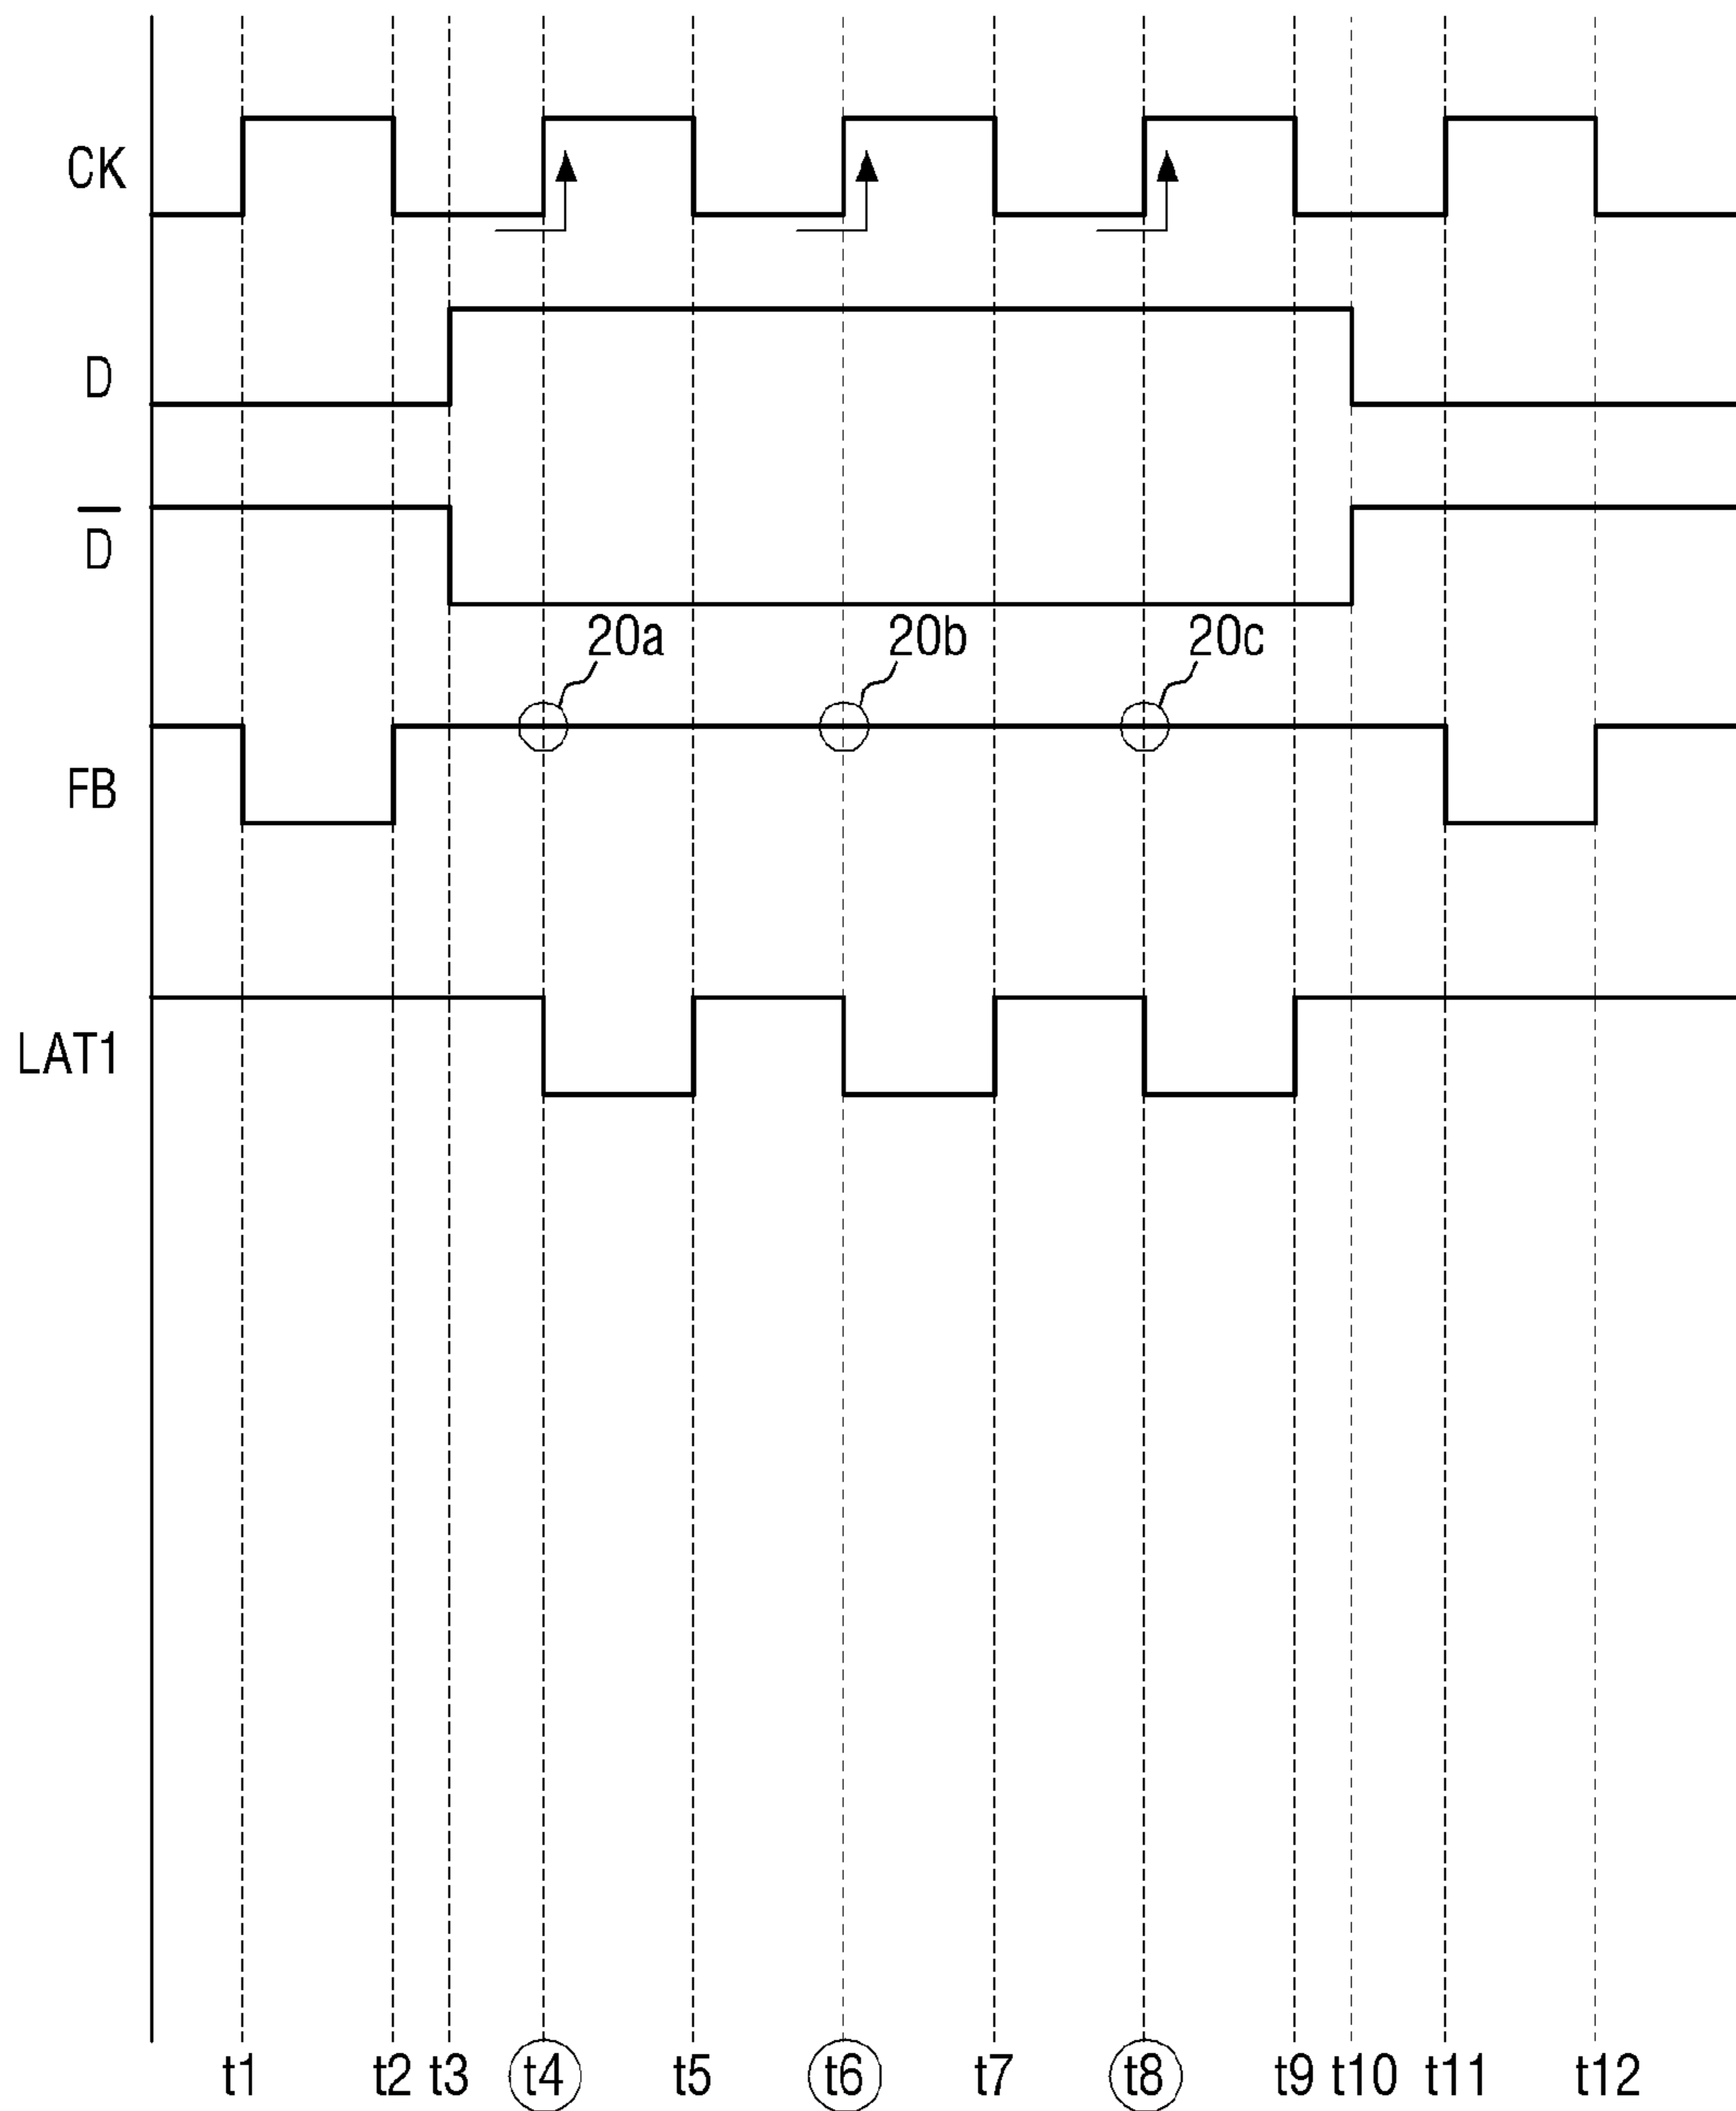 CK
D
D̅
20a 20b 20c
FB
LAT1
t1 t2 t3 t4 t5 t6 t7 t8 t9 t10 t11 t12